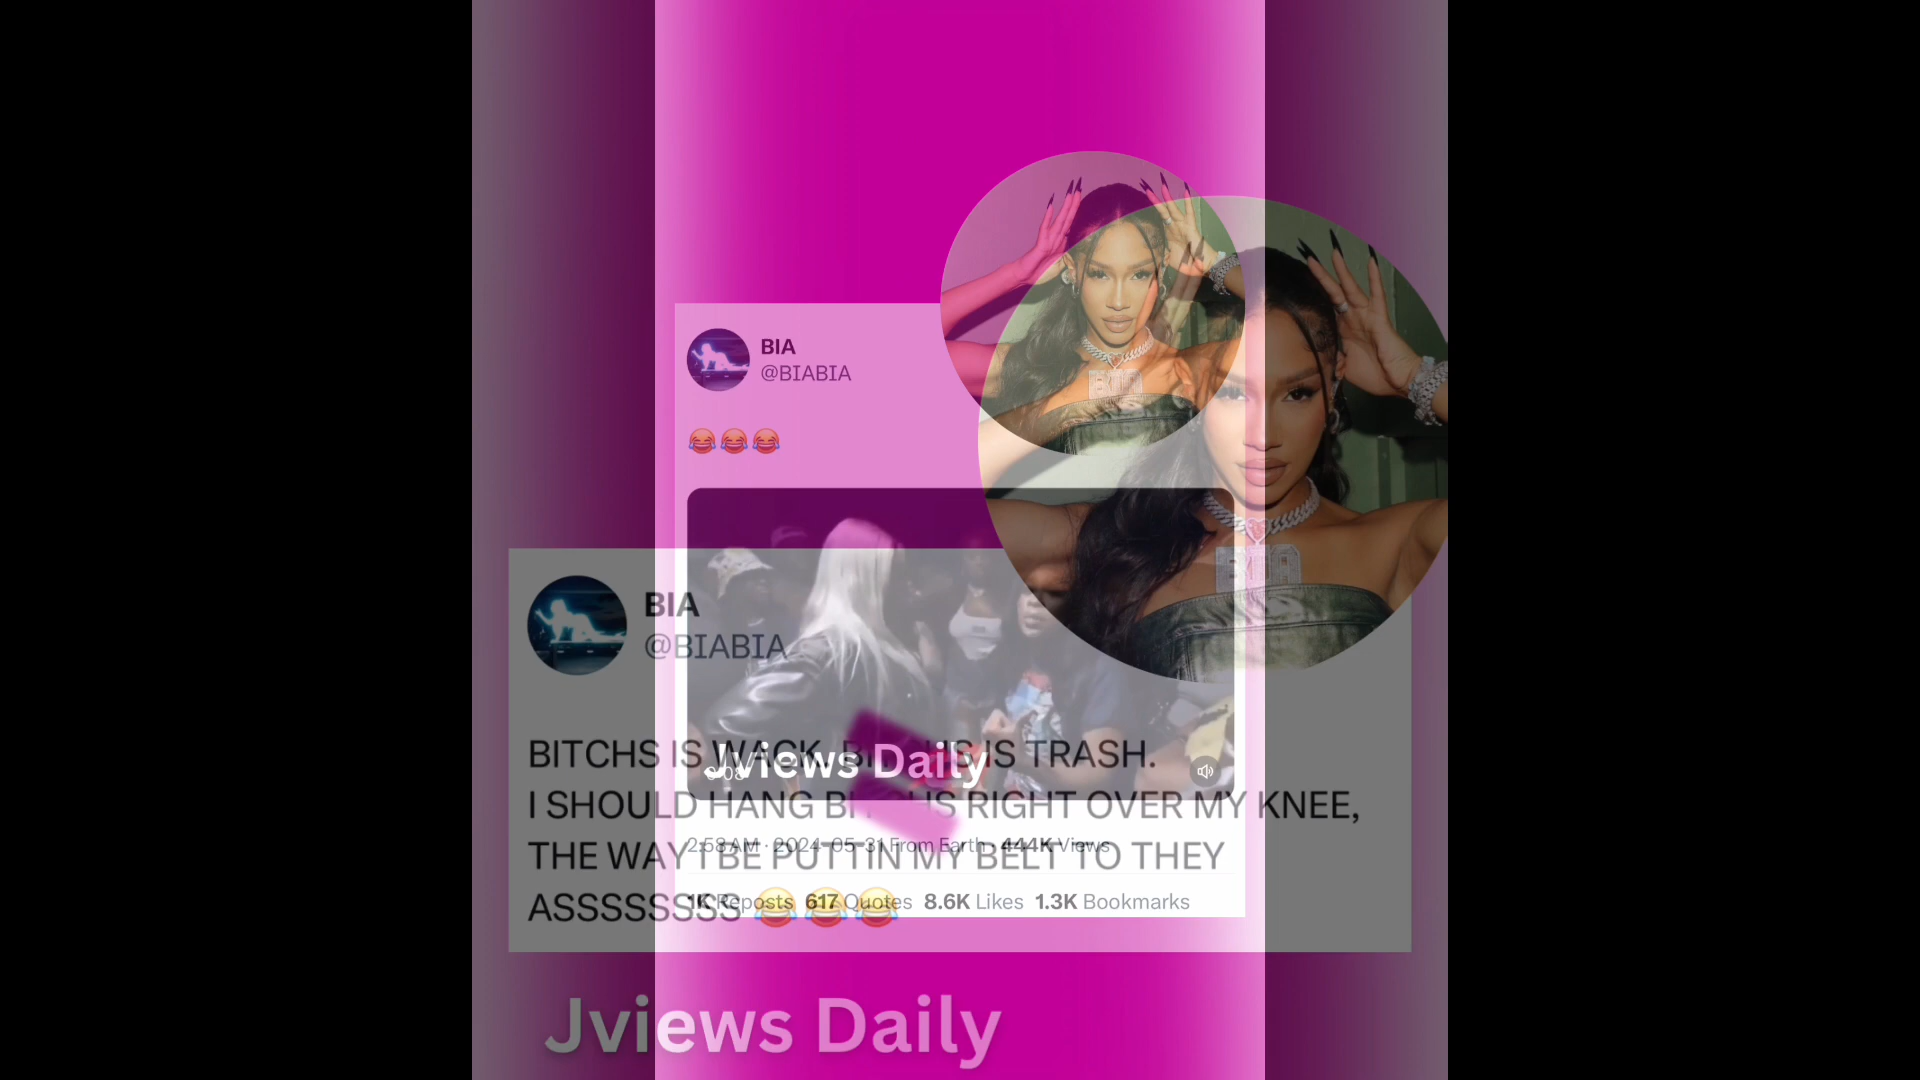 BIA
@BIABIA
😂😂😂
BIA
BIA
BIA
@BIABIA
BITCHS IS WACK. IS TRASH.
I SHOULD HANG RIGHT OVER MY KNEE,
THE WAY I BE PUTTIN MY BELT TO THEY
ASSSSSSSS 😂😂😂
Jviews Daily
2:58 AM · 2024-05-31 From Earth · 444K Views
1K Reposts 617 Quotes 8.6K Likes 1.3K Bookmarks
Jviews Daily